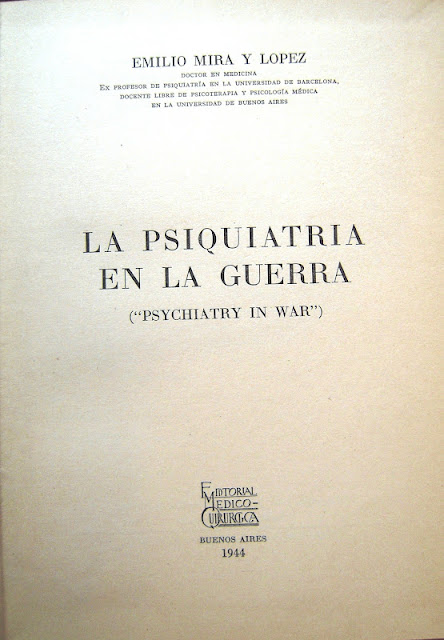 EMILIO MIRA Y LOPEZ
DOCTOR EN MEDICINA
EX PROFESOR DE PSIQUIATRÍA EN LA UNIVERSIDAD DE BARCELONA,
DOCENTE LIBRE DE PSICOTERAPIA Y PSICOLOGÍA MÉDICA
EN LA UNIVERSIDAD DE BUENOS AIRES
LA PSIQUIATRIA
EN LA GUERRA
("PSYCHIATRY IN WAR")
EDITORIAL
MEDICO-
QUIRURGICA
BUENOS AIRES
1944